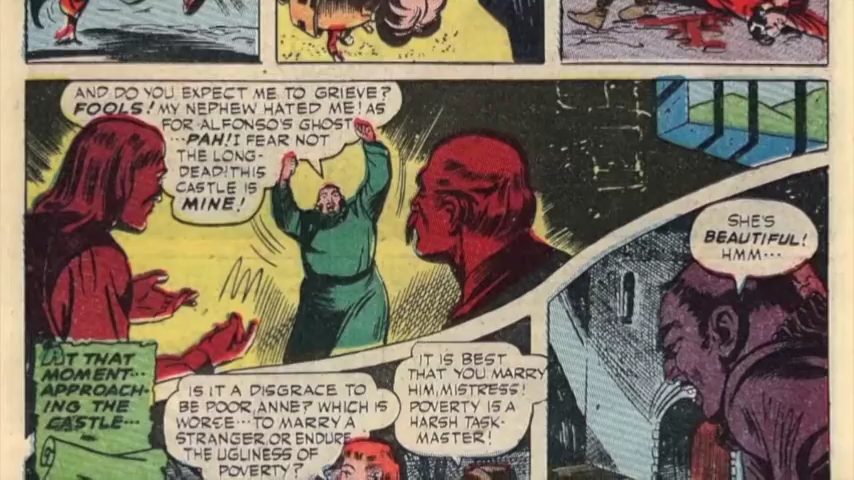 AND DO YOU EXPECT ME TO GRIEVE?
FOOLS! MY NEPHEW HATED ME! AS
FOR ALFONSO'S GHOST
...PAH! I FEAR NOT
THE LONG-
DEAD! THIS
CASTLE IS
MINE!
SHE'S
BEAUTIFUL!
HMM...
AT THAT
MOMENT...
APPROACH-
ING THE
CASTLE...
IS IT A DISGRACE TO
BE POOR, ANNE? WHICH IS
WORSE... TO MARRY A
STRANGER OR ENDURE
THE UGLINESS OF
POVERTY?
IT IS BEST
THAT YOU MARRY
HIM, MISTRESS!
POVERTY IS A
HARSH TASK-
MASTER!